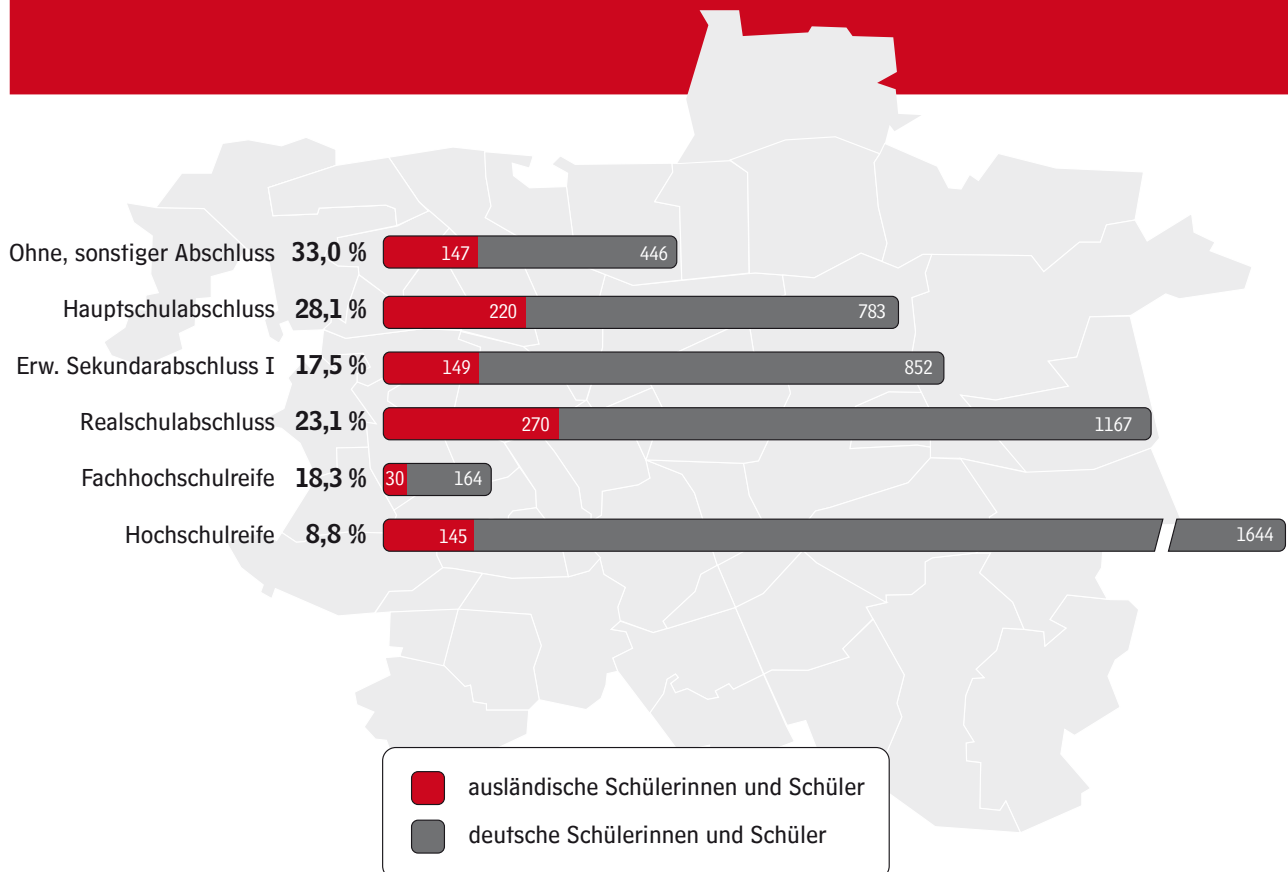 Ohne, sonstiger Abschluss 33,0 % 147 446
Hauptschulabschluss 28,1 % 220 783
Erw. Sekundarabschluss I 17,5 % 149 852
Realschulabschluss 23,1 % 270 1167
Fachhochschulreife 18,3 % 30 164
Hochschulreife 8,8 % 145 1644
ausländische Schülerinnen und Schüler
deutsche Schülerinnen und Schüler